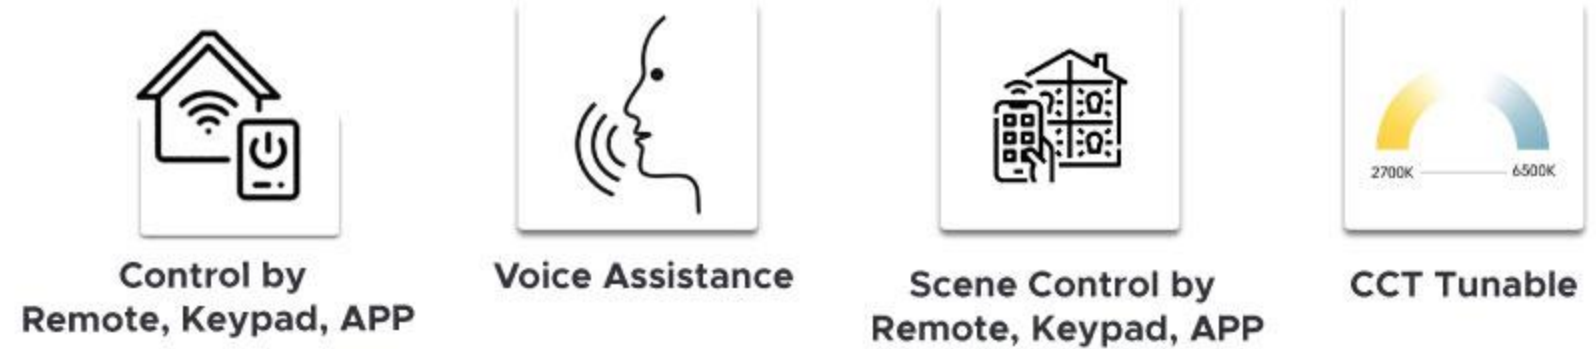 2700K
6500K
Control by
Remote, Keypad, APP
Voice Assistance
Scene Control by
Remote, Keypad, APP
CCT Tunable